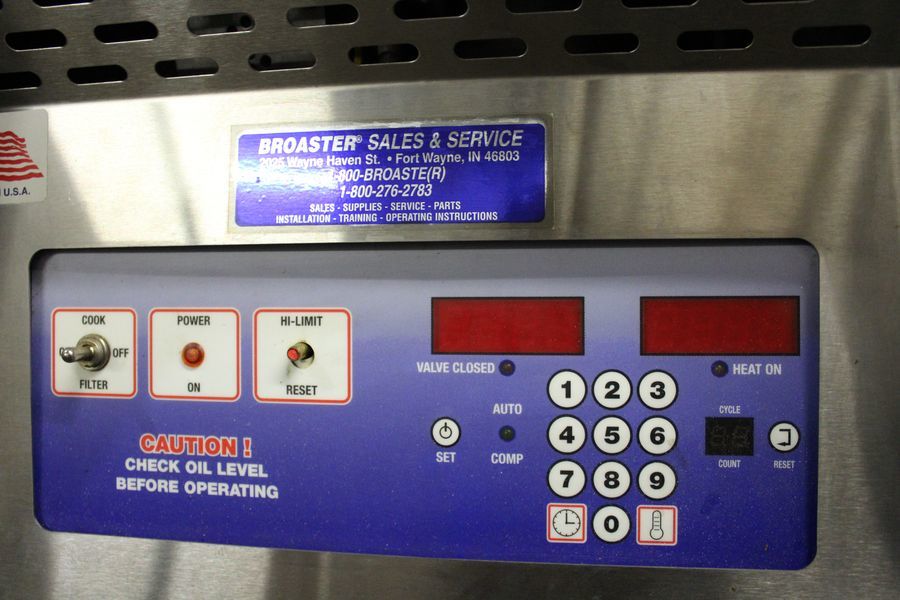 U.S.A.
BROASTER® SALES & SERVICE
2025 Wayne Haven St. • Fort Wayne, IN 46803
1-800-BROASTE(R)
1-800-276-2783
SALES - SUPPLIES - SERVICE - PARTS
INSTALLATION - TRAINING - OPERATING INSTRUCTIONS
COOK
OFF
FILTER
POWER
ON
HI-LIMIT
RESET
CAUTION !
CHECK OIL LEVEL
BEFORE OPERATING
VALVE CLOSED
HEAT ON
AUTO
COMP
SET
1 2 3
4 5 6
7 8 9
0
CYCLE
COUNT
RESET